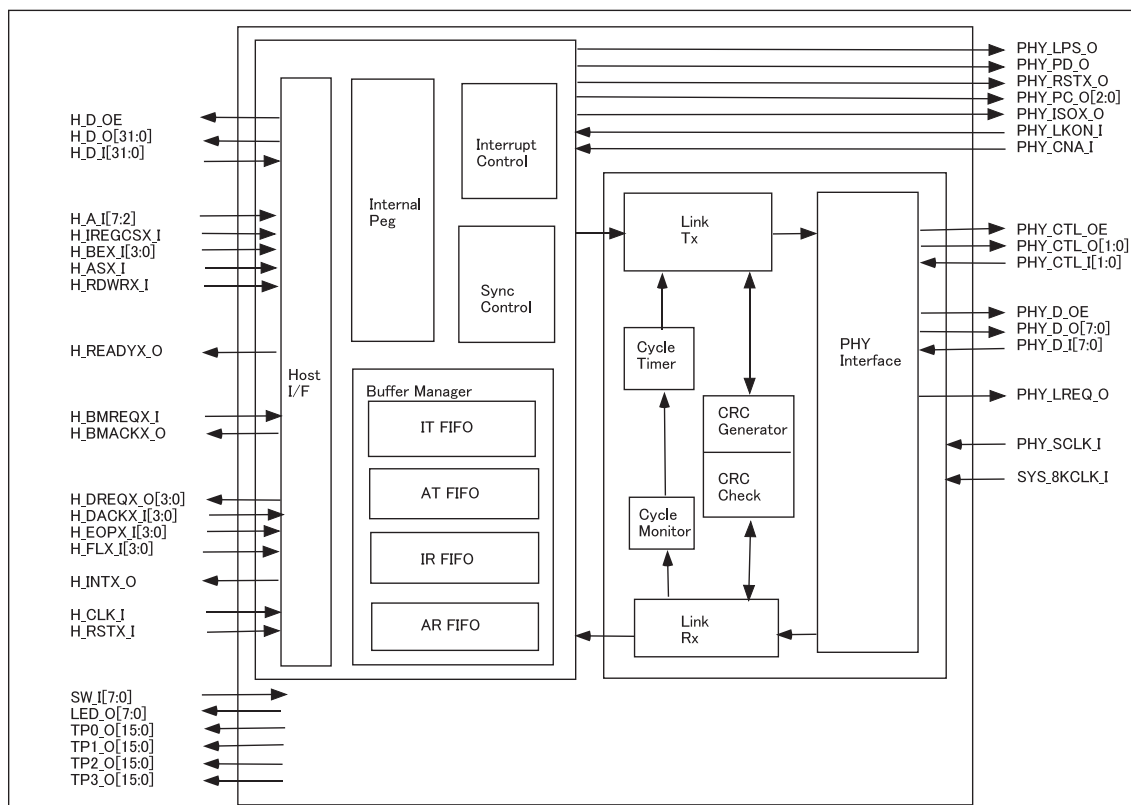 H_D_OE
H_D_O[31:0]
H_D_I[31:0]
H_A_I[7:2]
H_IREGCSX_I
H_BEX_I[3:0]
H_ASX_I
H_RDWRX_I
H_READYX_O
H_BMREQX_I
H_BMACKX_O
H_DREQX_O[3:0]
H_DACKX_I[3:0]
H_EOPX_I[3:0]
H_FLX_I[3:0]
H_INTX_O
H_CLK_I
H_RSTX_I
SW_I[7:0]
LED_O[7:0]
TP0_O[15:0]
TP1_O[15:0]
TP2_O[15:0]
TP3_O[15:0]
Host
I/F
Internal
Peg
Interrupt
Control
Sync
Control
Buffer Manager
IT FIFO
AT FIFO
IR FIFO
AR FIFO
Link
Tx
Cycle
Timer
CRC
Generator
CRC
Check
Cycle
Monitor
Link
Rx
PHY
Interface
PHY_LPS_O
PHY_PD_O
PHY_RSTX_O
PHY_PC_O[2:0]
PHY_ISOX_O
PHY_LKON_I
PHY_CNA_I
PHY_CTL_OE
PHY_CTL_O[1:0]
PHY_CTL_I[1:0]
PHY_D_OE
PHY_D_O[7:0]
PHY_D_I[7:0]
PHY_LREQ_O
PHY_SCLK_I
SYS_8KCLK_I